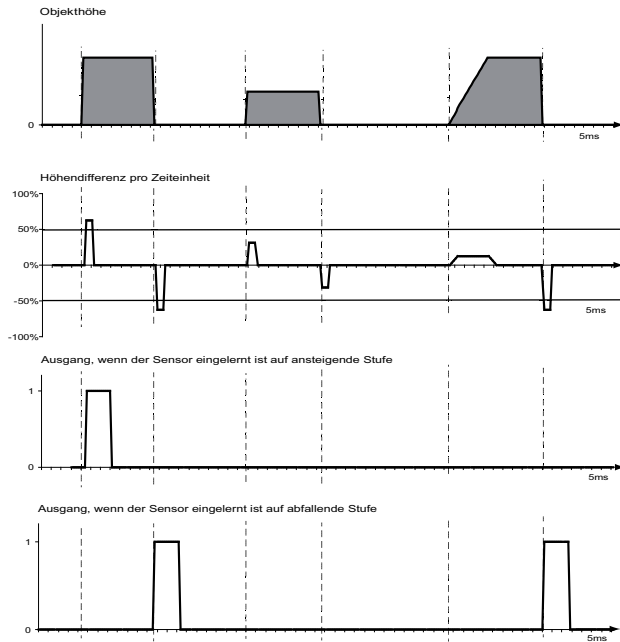 Objekthöhe
0
5ms
Höhendifferenz pro Zeiteinheit
100%
50%
0%
-50%
5ms
-100%
Ausgang, wenn der Sensor eingelernt ist auf ansteigende Stufe
1
0
5ms
Ausgang, wenn der Sensor eingelernt ist auf abfallende Stufe
1
0
5ms